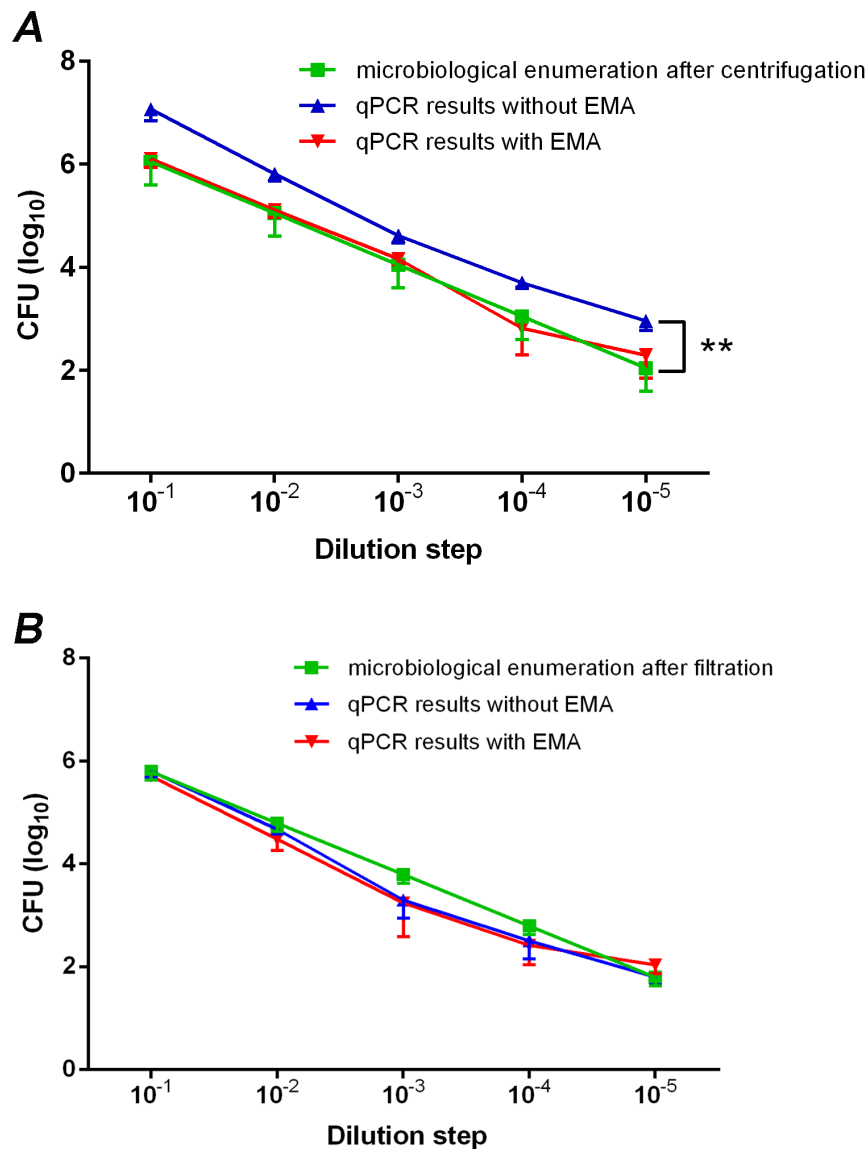 A
8
6
4
2
0
CFU (log₁₀)
microbiological enumeration after centrifugation
qPCR results without EMA
qPCR results with EMA
**
10⁻¹ 10⁻² 10⁻³ 10⁻⁴ 10⁻⁵
Dilution step
B
8
6
4
2
0
CFU (log₁₀)
microbiological enumeration after filtration
qPCR results without EMA
qPCR results with EMA
10⁻¹ 10⁻² 10⁻³ 10⁻⁴ 10⁻⁵
Dilution step